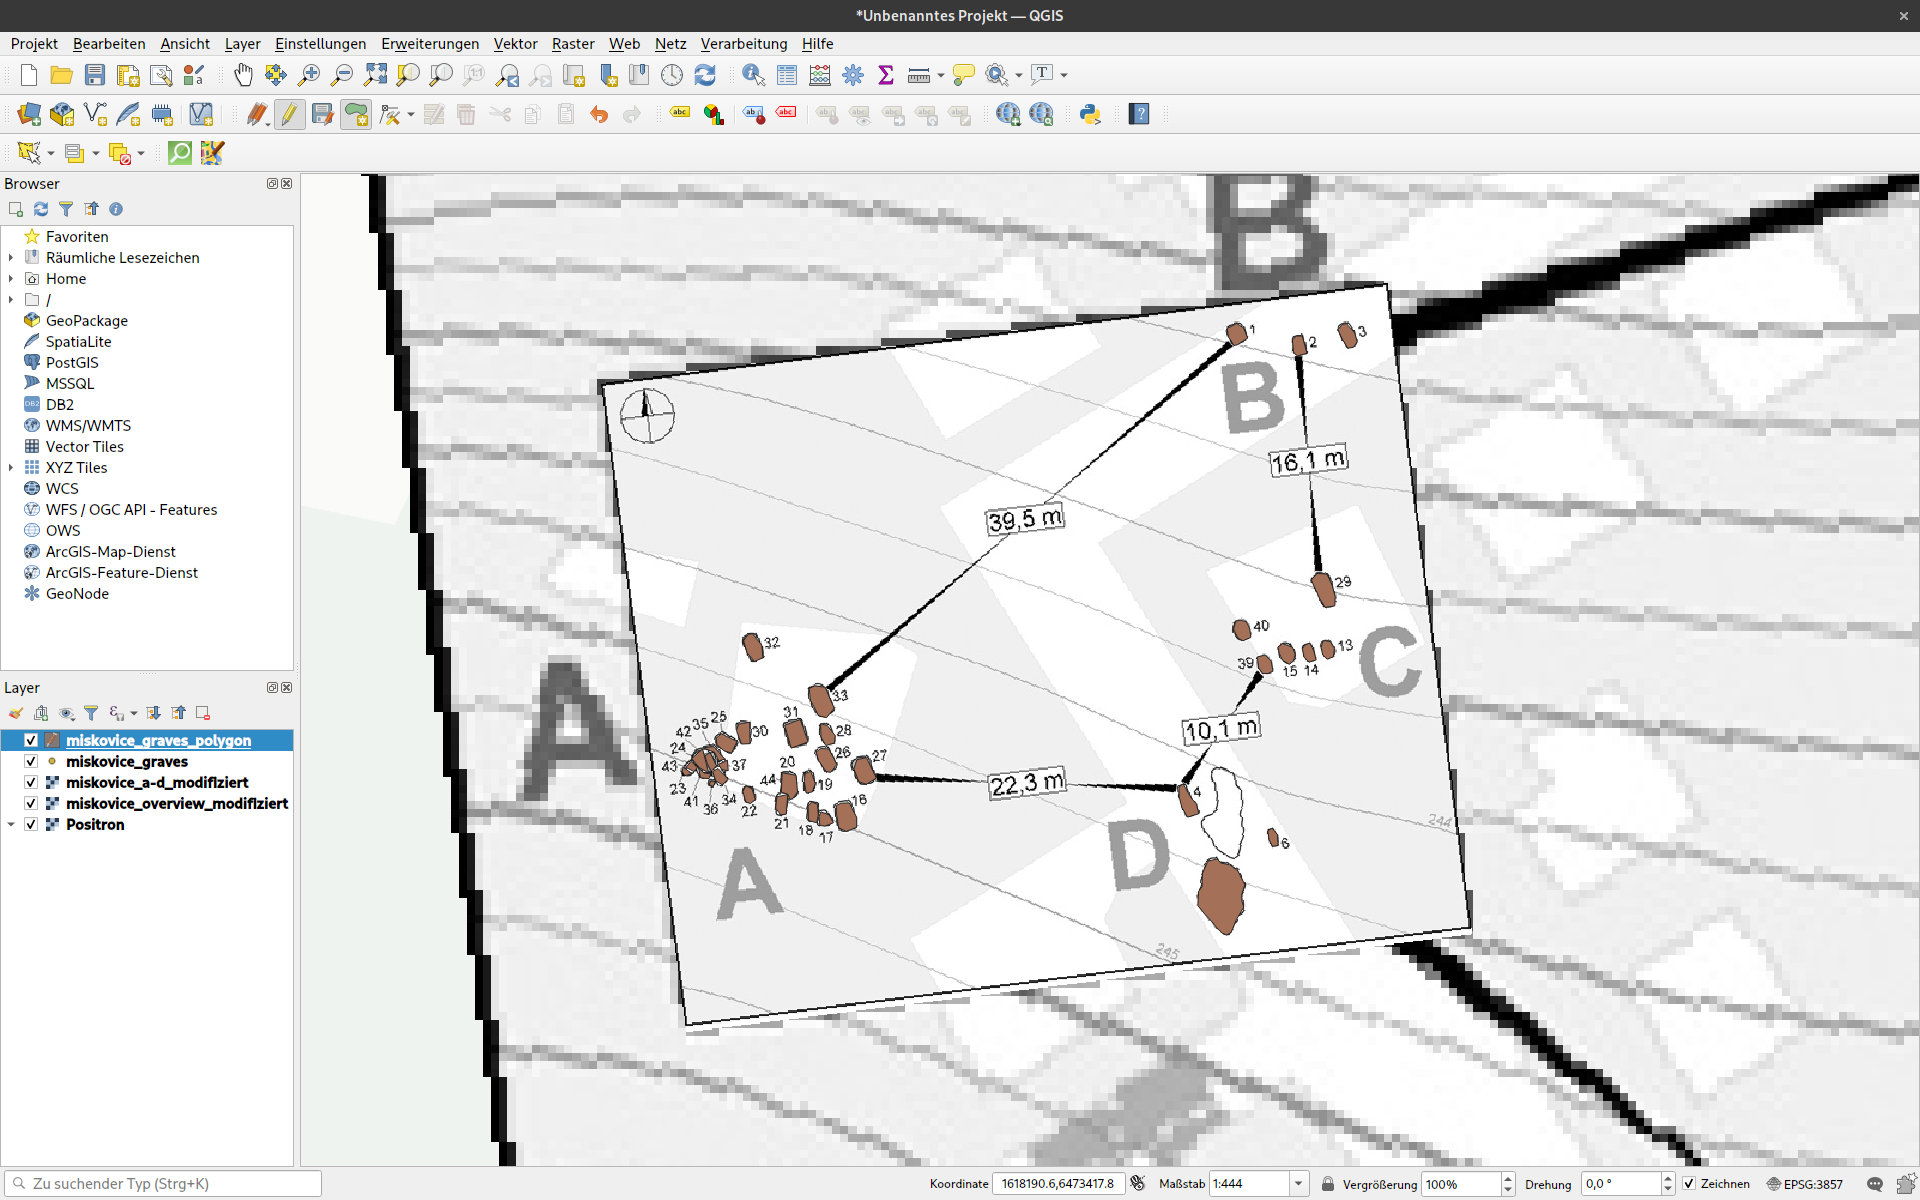 *Unbenanntes Projekt — QGIS
Projekt Bearbeiten Ansicht Layer Einstellungen Erweiterungen Vektor Raster Web Netz Verarbeitung Hilfe
Browser
Favoriten
Räumliche Lesezeichen
Home
/
GeoPackage
SpatiaLite
PostGIS
MSSQL
DB2
WMS/WMTS
Vector Tiles
XYZ Tiles
WCS
WFS / OGC API - Features
OWS
ArcGIS-Map-Dienst
ArcGIS-Feature-Dienst
GeoNode
Layer
miskovice_graves_polygon
miskovice_graves
miskovice_a-d_modifiziert
miskovice_overview_modifiziert
Positron
B
1
2
3
B
16,1 m
39,5 m
29
40
13
39
15
14
C
32
33
A
10,1 m
25
35
42
24
43
23
41
36
34
37
30
31
28
26
27
20
44
19
22
21
18
17
16
22,3 m
4
6
D
A
244
245
Zu suchender Typ (Strg+K)
Koordinate 1618190.6,6473417.8 Maßstab 1:444 Vergrößerung 100% Drehung 0,0 ° Zeichnen EPSG:3857